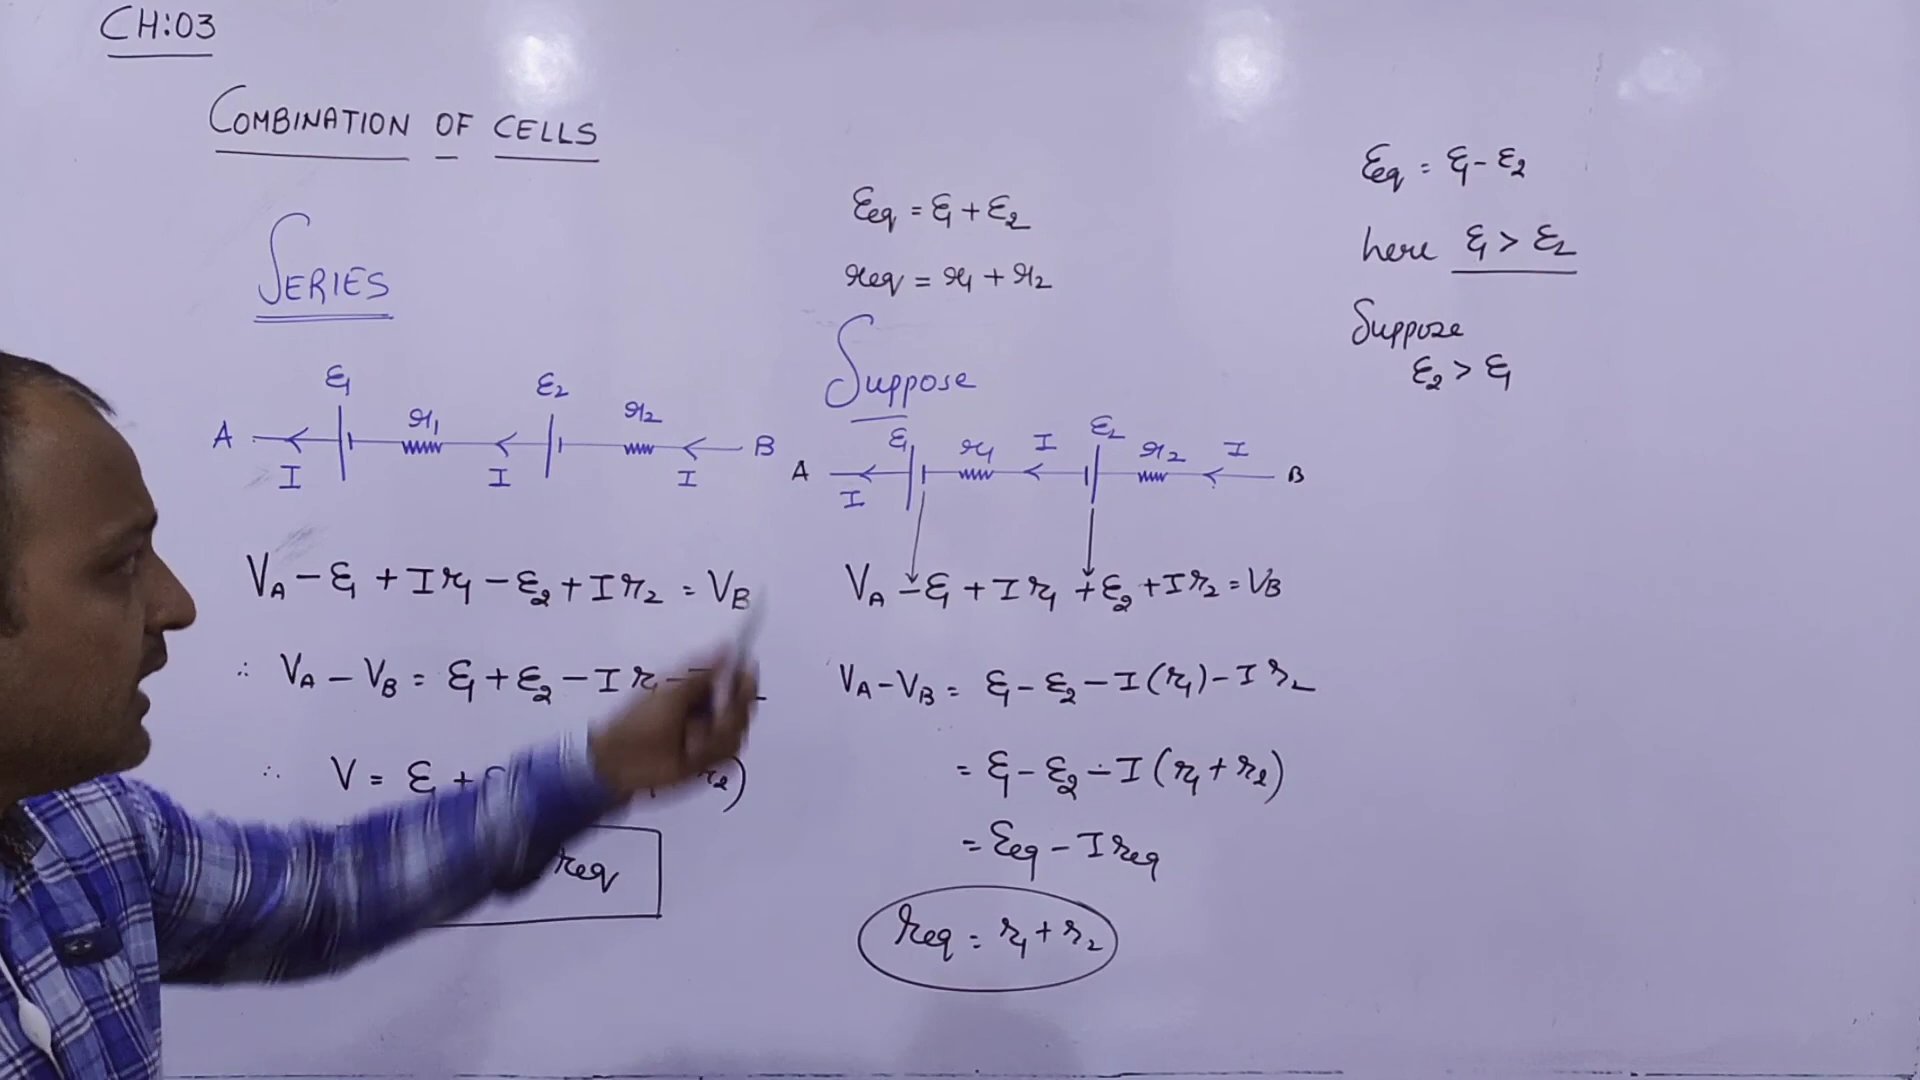 CH:03
COMBINATION OF CELLS
SERIES
ε1 r1 ε2 r2
A I I I B
VA - ε1 + Ir1 - ε2 + Ir2 = VB
∴ VA - VB = ε1 + ε2 - Ir1 -
∴ V = ε1 + r2)
req
εeq = ε1 + ε2
req = r1 + r2
Suppose
ε1 r1 I ε2 r2 I
A I B
VA - ε1 + Ir1 + ε2 + Ir2 = VB
VA - VB = ε1 - ε2 - I(r1) - Ir2
= ε1 - ε2 - I(r1 + r2)
= εeq - Ireq
req = r1 + r2
εeq = ε1 - ε2
here ε1 > ε2
Suppose
ε2 > ε1